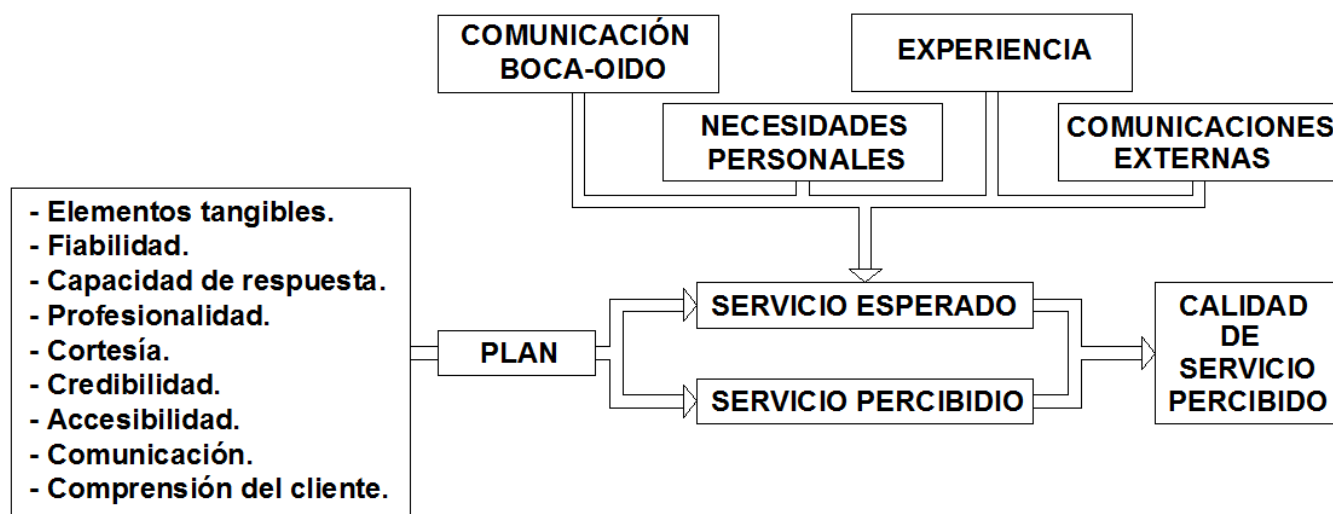 COMUNICACIÓN
BOCA-OIDO
EXPERIENCIA
NECESIDADES
PERSONALES
COMUNICACIONES
EXTERNAS
- Elementos tangibles.
- Fiabilidad.
- Capacidad de respuesta.
- Profesionalidad.
- Cortesía.
- Credibilidad.
- Accesibilidad.
- Comunicación.
- Comprensión del cliente.
PLAN
SERVICIO ESPERADO
SERVICIO PERCIBIDIO
CALIDAD
DE
SERVICIO
PERCIBIDO